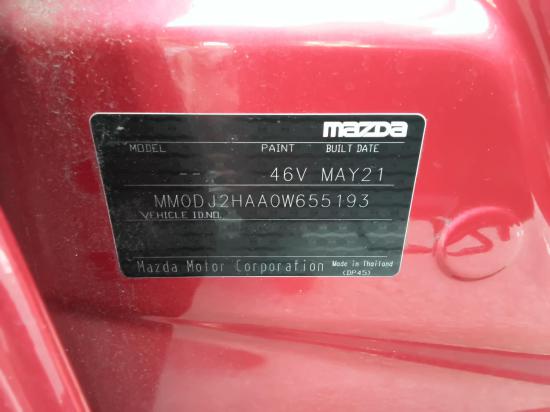 mazda
MODEL PAINT BUILT DATE
-- 46V MAY21
MM0DJ2HAA0W655193
VEHICLE ID.NO.
Mazda Motor Corporation Made in Thailand
(DP45)